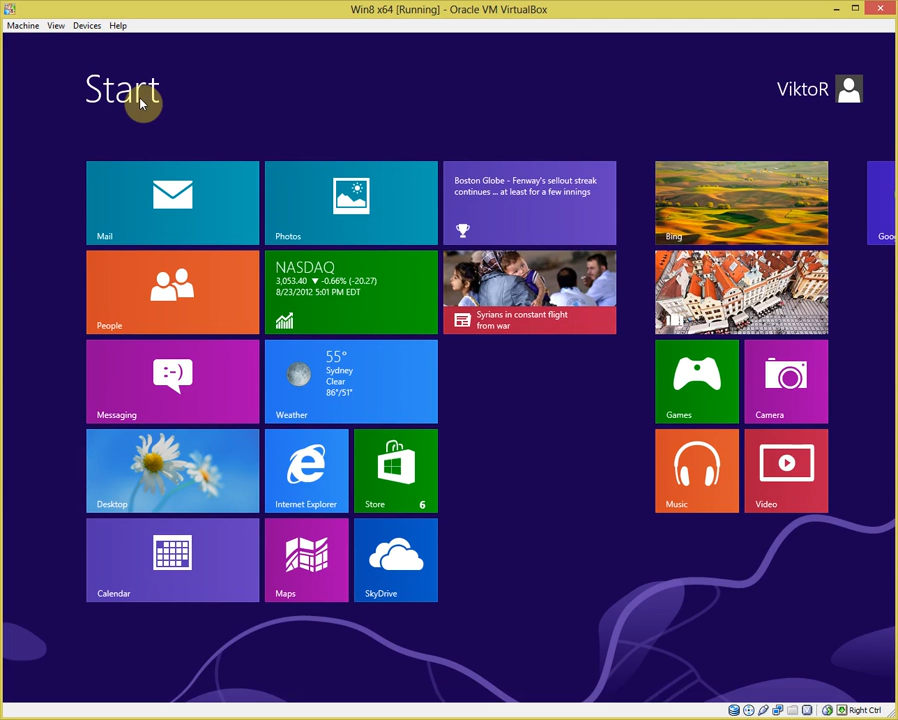 Win8 x64 [Running] - Oracle VM VirtualBox
Machine View Devices Help
Start
ViktoR
Mail
Photos
Boston Globe - Fenway's sellout streak
continues ... at least for a few innings
Bing
People
NASDAQ
3,053.40 ▼ -0.66% (-20.27)
8/23/2012 5:01 PM EDT
Syrians in constant flight
from war
Messaging
55°
Sydney
Clear
86°/51°
Weather
Games
Camera
Desktop
Internet Explorer
Store
6
Music
Video
Calendar
Maps
SkyDrive
Right Ctrl